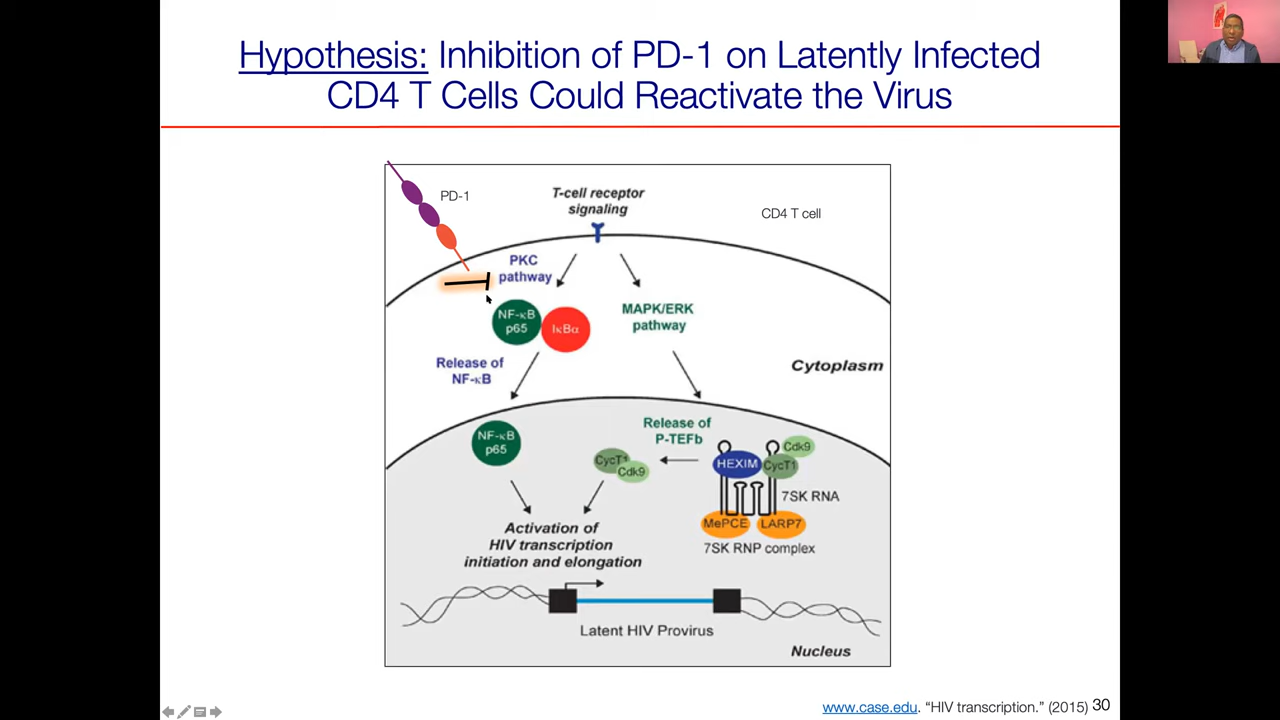 Hypothesis: Inhibition of PD-1 on Latently Infected
CD4 T Cells Could Reactivate the Virus
PD-1
T-cell receptor
signaling
CD4 T cell
PKC
pathway
NF-κB
p65
IκBα
MAPK/ERK
pathway
Release of
NF-κB
Cytoplasm
NF-κB
p65
Release of
P-TEFb
CycT1
Cdk9
HEXIM
Cdk9
CycT1
7SK RNA
MePCE
LARP7
7SK RNP complex
Activation of
HIV transcription
initiation and elongation
Latent HIV Provirus
Nucleus
www.case.edu. “HIV transcription.” (2015) 30